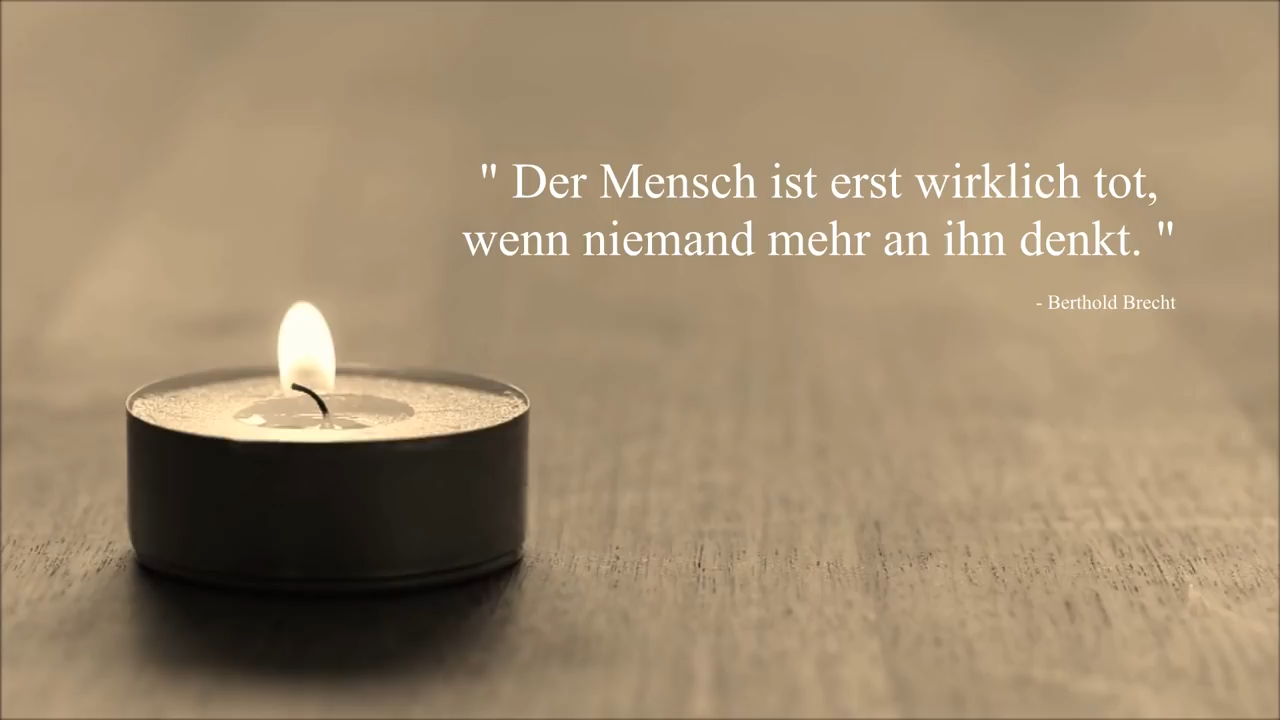 " Der Mensch ist erst wirklich tot,
wenn niemand mehr an ihn denkt. "
- Berthold Brecht